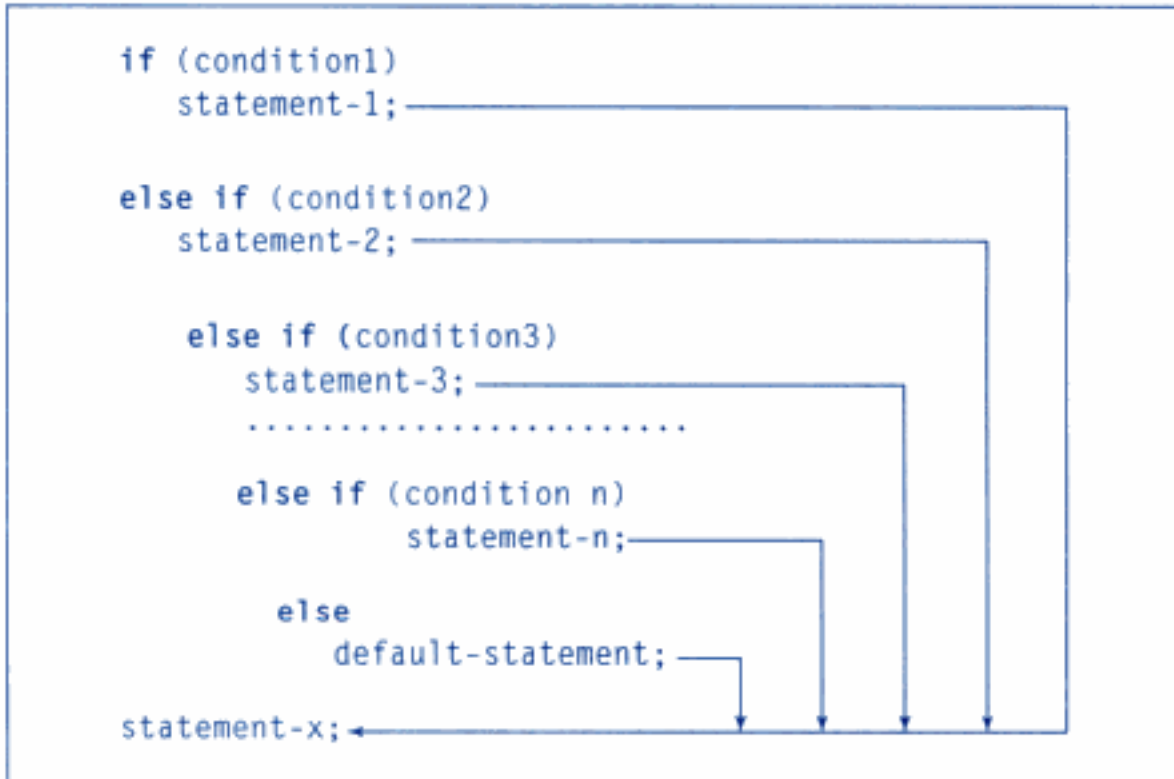 if (condition1)
statement-1;
else if (condition2)
statement-2;
else if (condition3)
statement-3;
........................
else if (condition n)
statement-n;
else
default-statement;
statement-x;